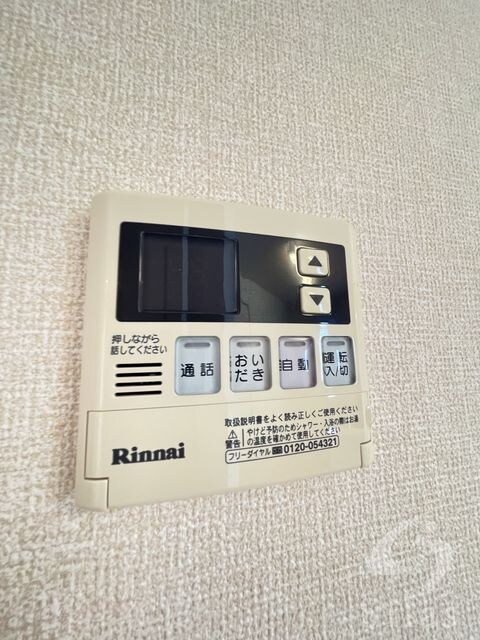 ▲
▼
押しながら
話してください
通話
おい
だき
自動
運転
入/切
取扱説明書をよく読み正しくご使用ください
⚠警告 やけど予防のためシャワー・入浴の際はお湯
の温度を確かめて使用してください
Rinnai
フリーダイヤル 0120-054321